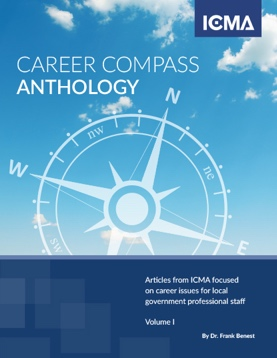 ICMA
CAREER COMPASS
ANTHOLOGY
N
nw
ne
W
E
sw
Articles from ICMA focused
on career issues for local
government professional staff
Volume I
By Dr. Frank Benest